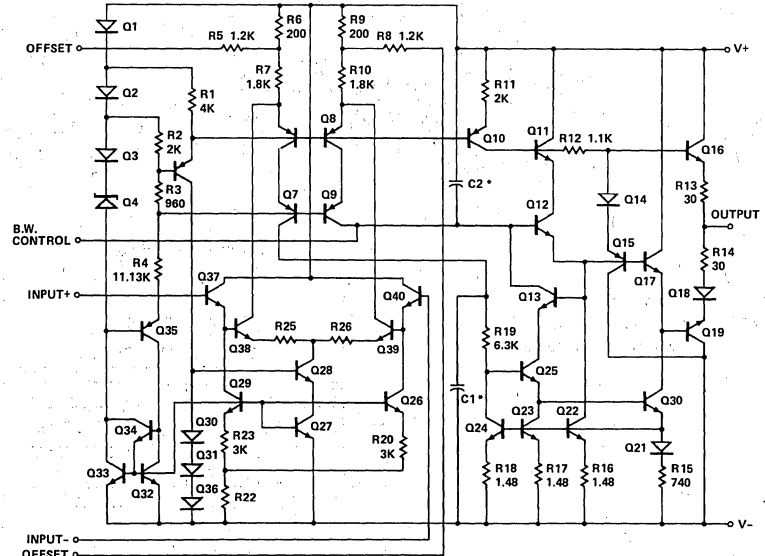 Q1
R6
200
R9
200
OFFSET
R5 1.2K
R8 1.2K
V+
R7
1.8K
R10
1.8K
Q2
R1
4K
R11
2K
R2
2K
Q8
Q10
Q11
R12 1.1K
Q16
Q3
R3
960
C2*
R13
30
Q4
Q14
Q7
Q9
Q12
OUTPUT
B.W.
CONTROL
R14
30
R4
11.13K
Q15
Q17
Q37
Q18
INPUT+
Q40
Q13
Q35
R25
R26
R19
6.3K
Q19
Q38
Q39
Q28
Q25
Q29
C1*
Q30
Q34
Q30
Q27
Q26
Q24
Q23
Q22
R23
3K
R20
3K
Q31
Q21
Q33
Q32
Q36
R22
R18
1.48
R17
1.48
R16
1.48
R15
740
V-
INPUT-
OFFSET